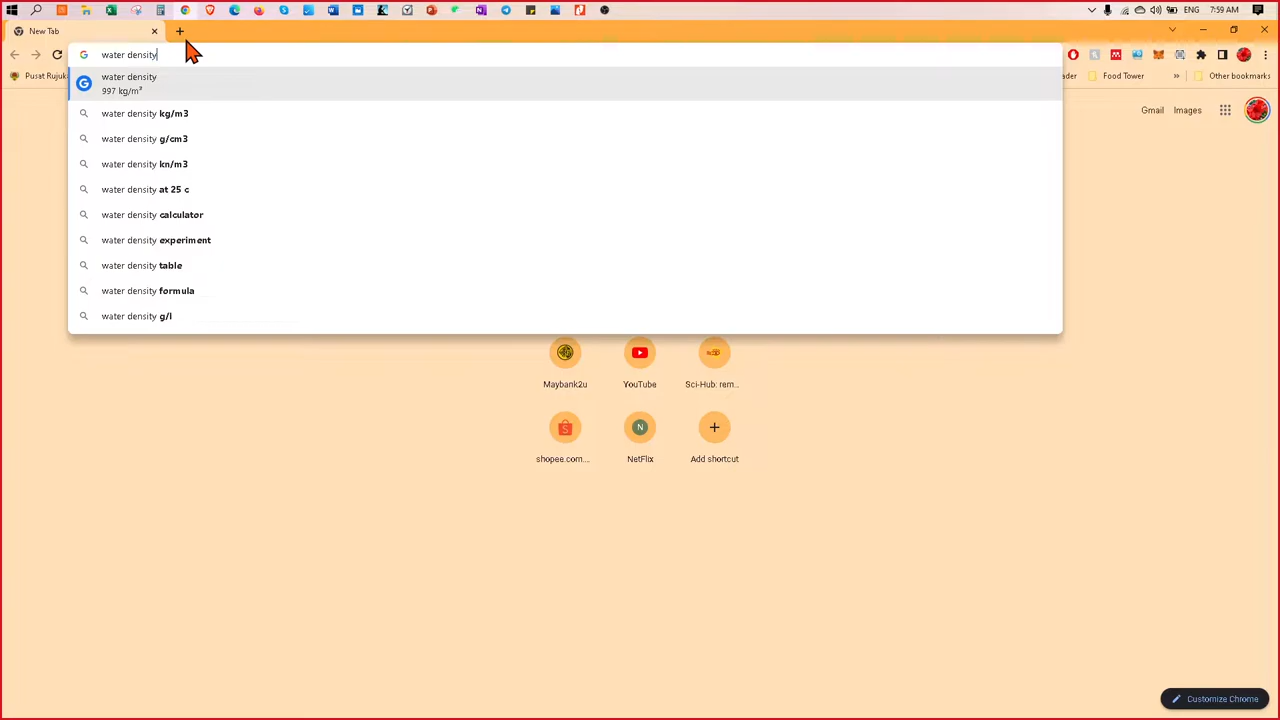 ENG
7:59 AM
New Tab
water density
Pusat Rujuk
ader
Food Tower
»
Other bookmarks
water density
997 kg/m³
water density kg/m3
water density g/cm3
water density kn/m3
water density at 25 c
water density calculator
water density experiment
water density table
water density formula
water density g/l
Gmail
Images
Maybank2u
YouTube
Sci-Hub: rem...
shopee.com....
NetFlix
Add shortcut
Customize Chrome